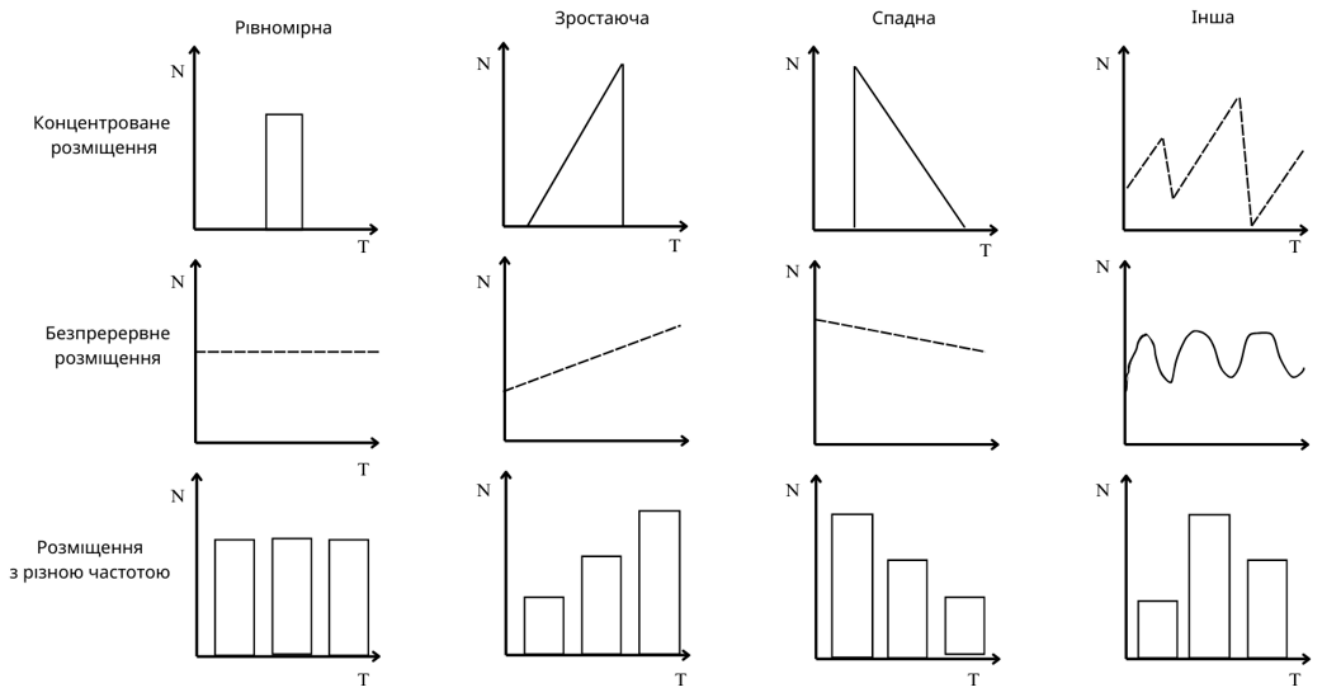 Рівномірна
Зростаюча
Спадна
Інша
Концентроване
розміщення
N
T
N
T
N
T
N
T
Безпрерервне
розміщення
N
T
N
N
N
Розміщення
з різною частотою
N
T
N
T
N
T
N
T